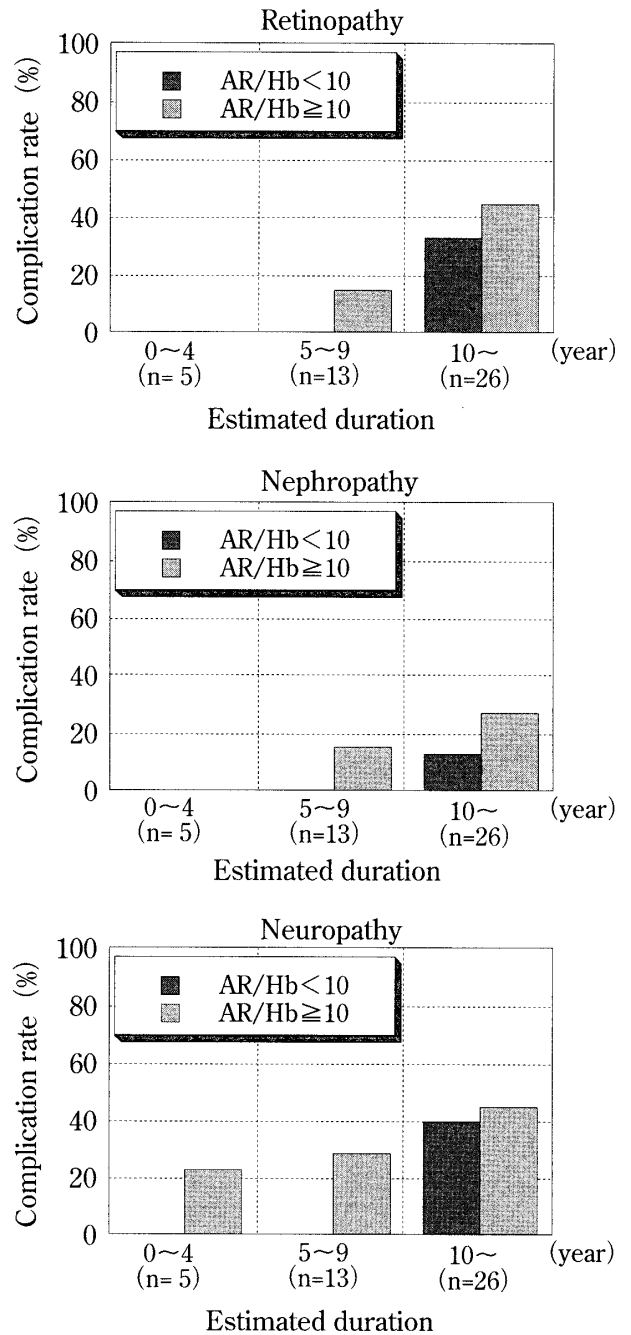 Retinopathy
Complication rate (%)
100
80
60
40
20
0
AR/Hb<10
AR/Hb≧10
0~4 5~9 10~ (year)
(n= 5) (n=13) (n=26)
Estimated duration
Nephropathy
Complication rate (%)
100
80
60
40
20
0
AR/Hb<10
AR/Hb≧10
0~4 5~9 10~ (year)
(n= 5) (n=13) (n=26)
Estimated duration
Neuropathy
Complication rate (%)
100
80
60
40
20
0
AR/Hb<10
AR/Hb≧10
0~4 5~9 10~ (year)
(n= 5) (n=13) (n=26)
Estimated duration